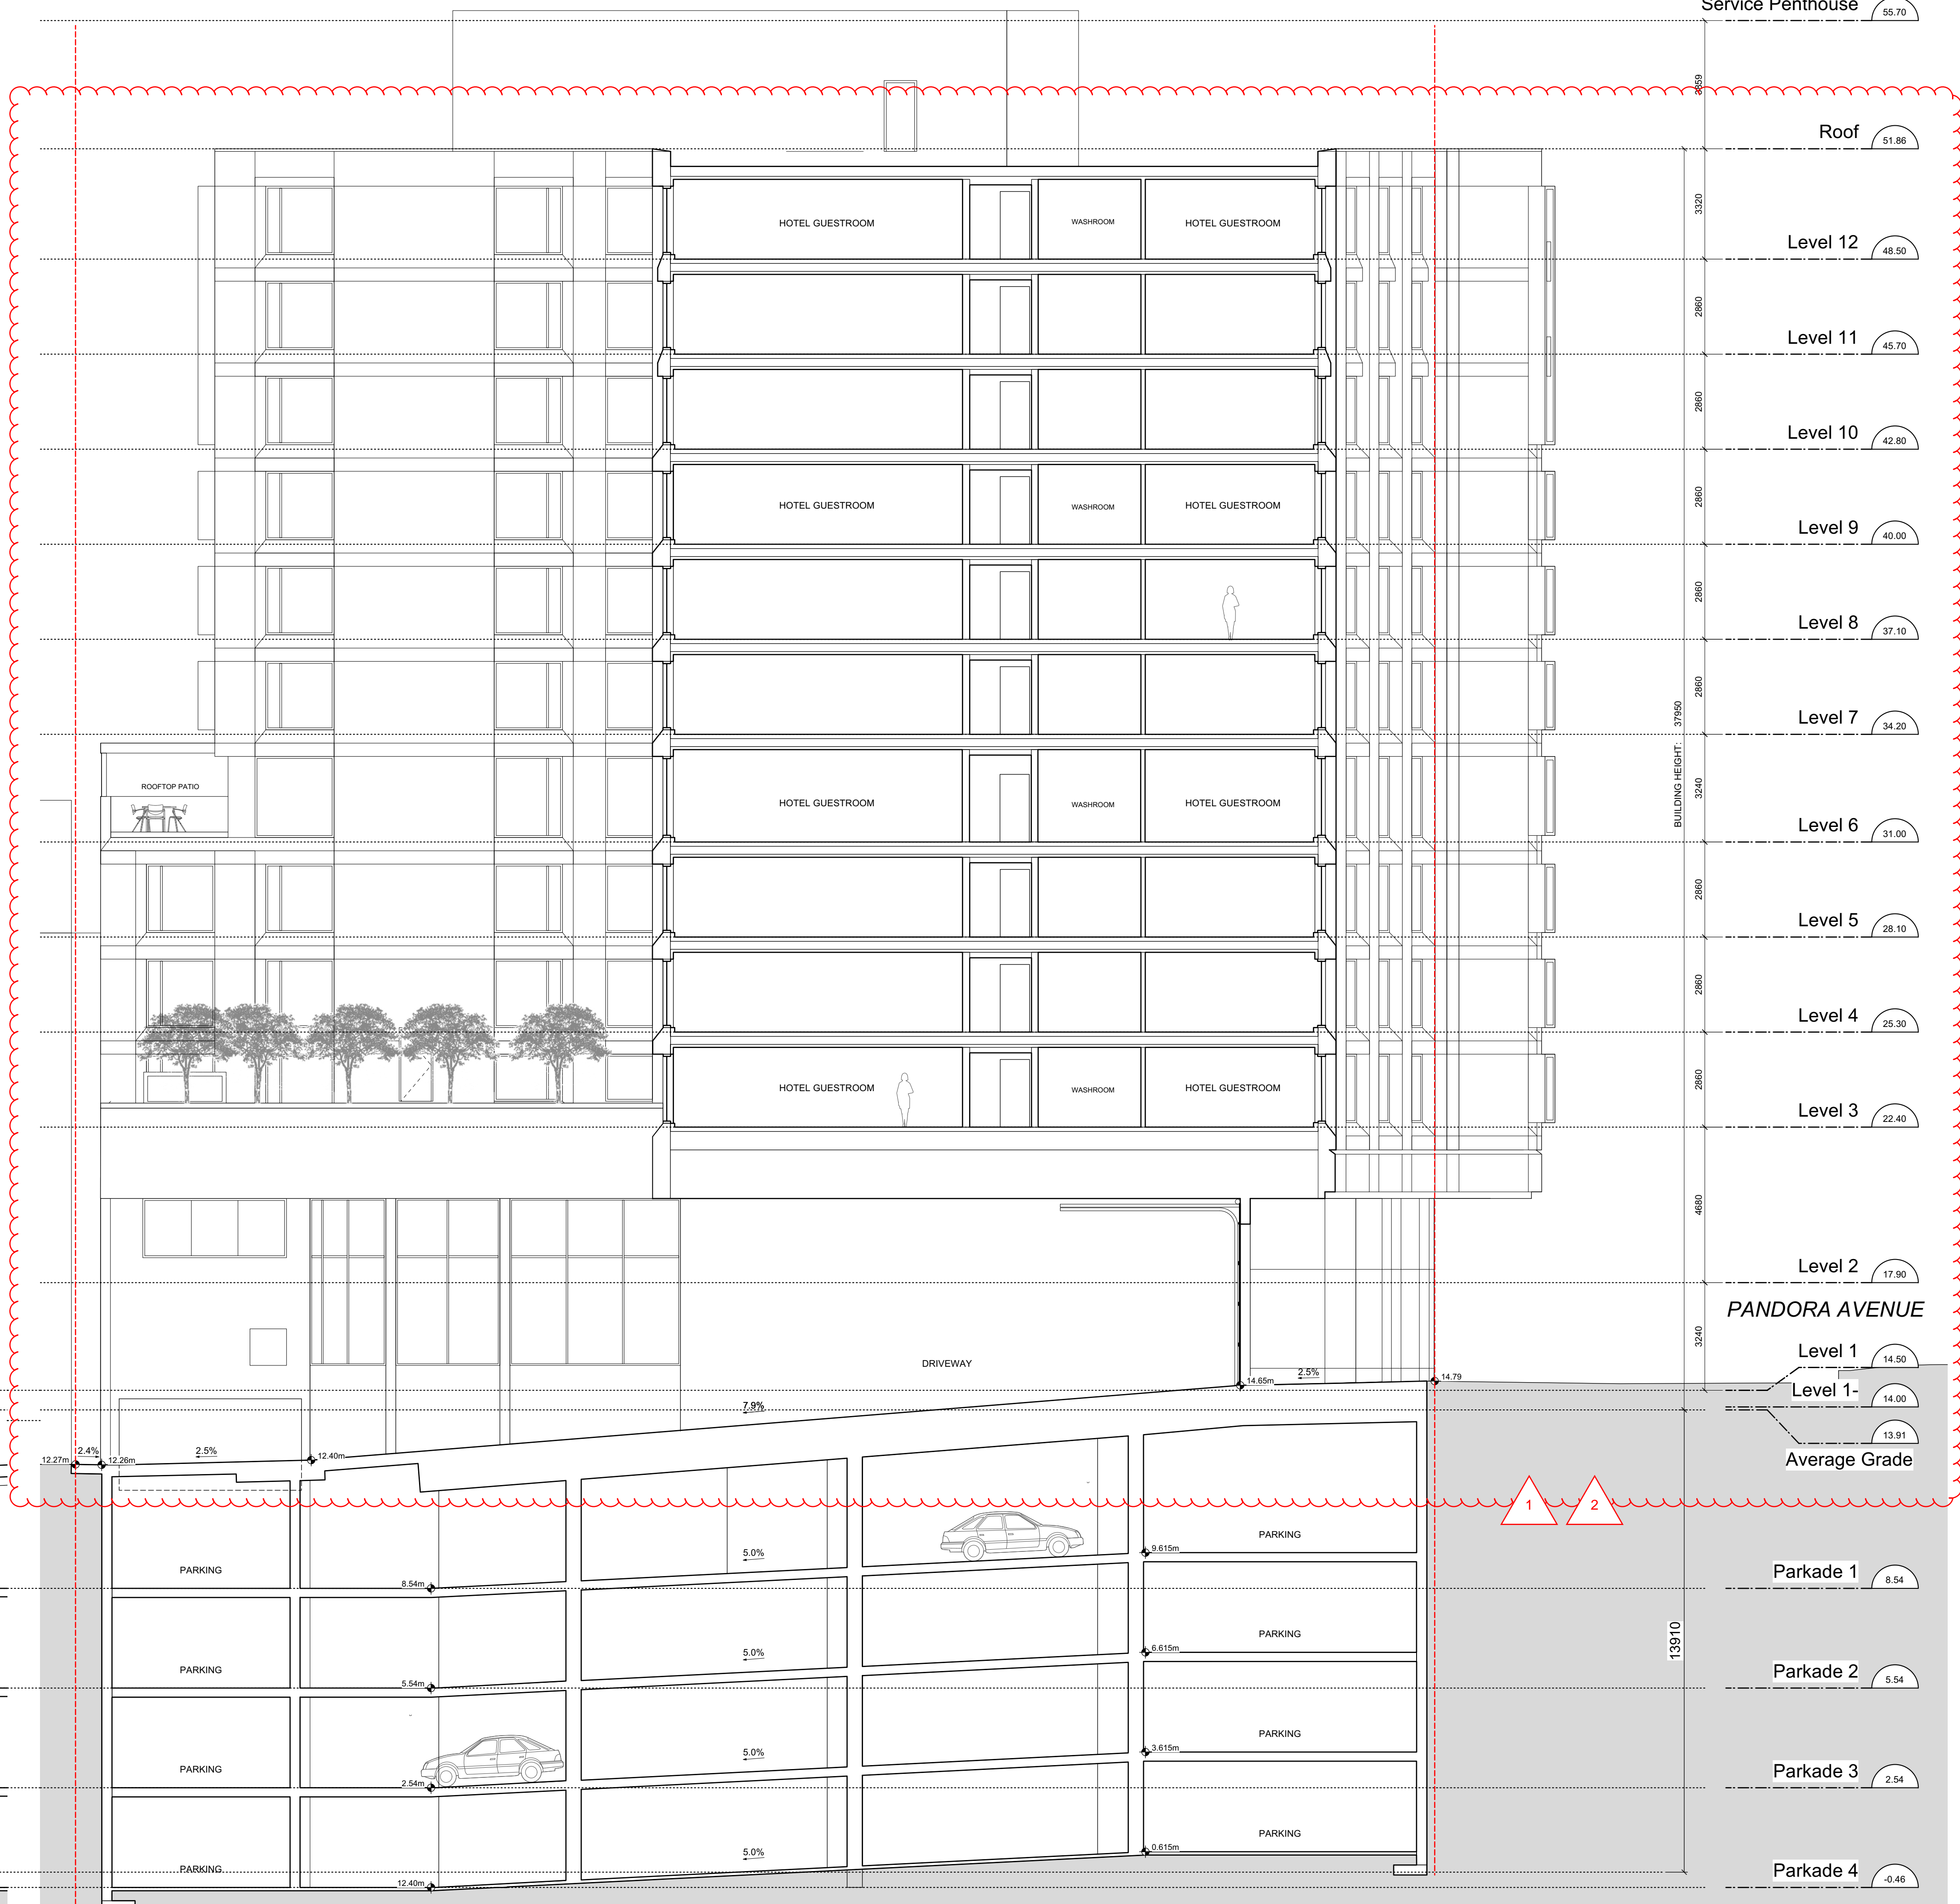 Service Penthouse 55.70
3859
Roof 51.86
3320
HOTEL GUESTROOM WASHROOM HOTEL GUESTROOM
Level 12 48.50
2860
Level 11 45.70
2860
Level 10 42.80
2860
HOTEL GUESTROOM WASHROOM HOTEL GUESTROOM
Level 9 40.00
2860
Level 8 37.10
2860
Level 7 34.20
BUILDING HEIGHT: 37950
3240
ROOFTOP PATIO
HOTEL GUESTROOM WASHROOM HOTEL GUESTROOM
Level 6 31.00
2860
Level 5 28.10
2860
Level 4 25.30
2860
HOTEL GUESTROOM WASHROOM HOTEL GUESTROOM
Level 3 22.40
4680
Level 2 17.90
PANDORA AVENUE
3240
Level 1 14.50
DRIVEWAY
2.5%
14.65m
14.79
Level 1- 14.00
7.9%
13.91
Average Grade
2.4% 2.5%
12.27m 12.26m 12.40m
1 2
PARKING 5.0% 9.615m PARKING
8.54m
Parkade 1 8.54
13910
PARKING 5.0% 6.615m PARKING
5.54m
Parkade 2 5.54
PARKING 5.0% 3.615m PARKING
2.54m
Parkade 3 2.54
PARKING 5.0% 0.615m PARKING
12.40m
Parkade 4 -0.46